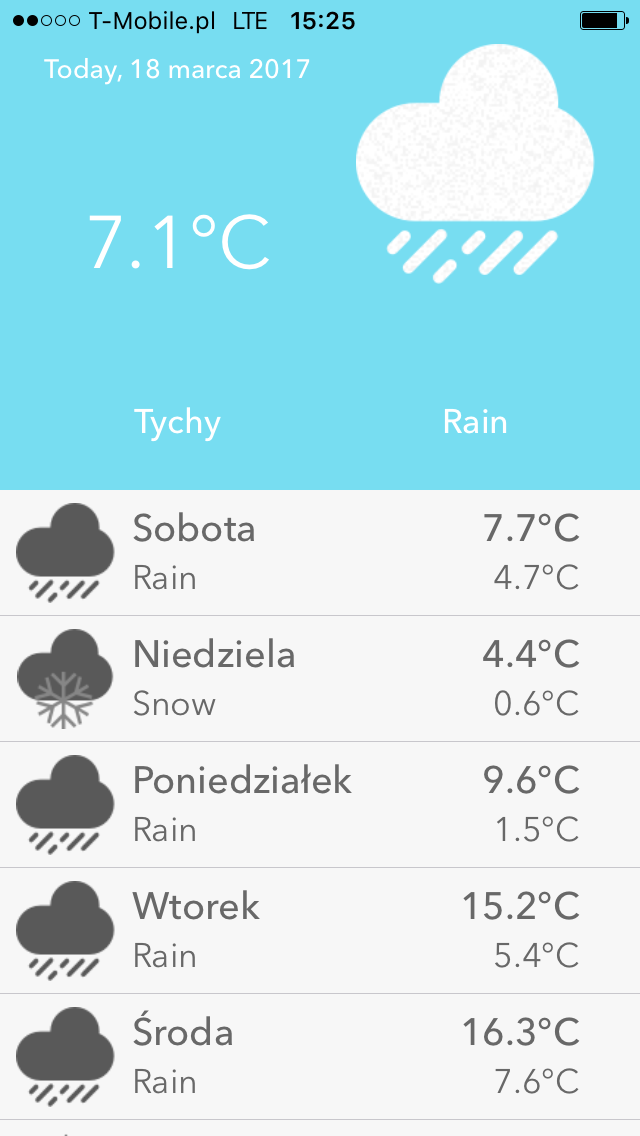 T-Mobile.pl LTE 15:25
Today, 18 marca 2017
7.1°C
Tychy Rain
Sobota 7.7°C
Rain 4.7°C
Niedziela 4.4°C
Snow 0.6°C
Poniedziałek 9.6°C
Rain 1.5°C
Wtorek 15.2°C
Rain 5.4°C
Środa 16.3°C
Rain 7.6°C